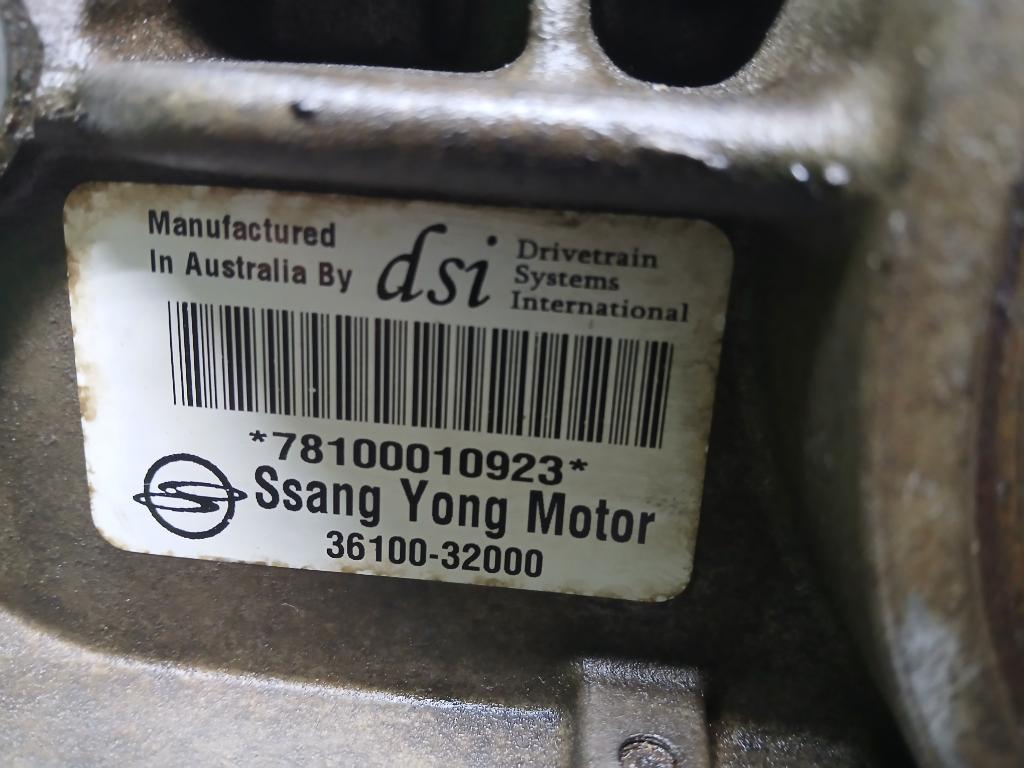 Manufactured
In Australia By
dsi
Drivetrain
Systems
International
*78100010923*
Ssang Yong Motor
36100-32000